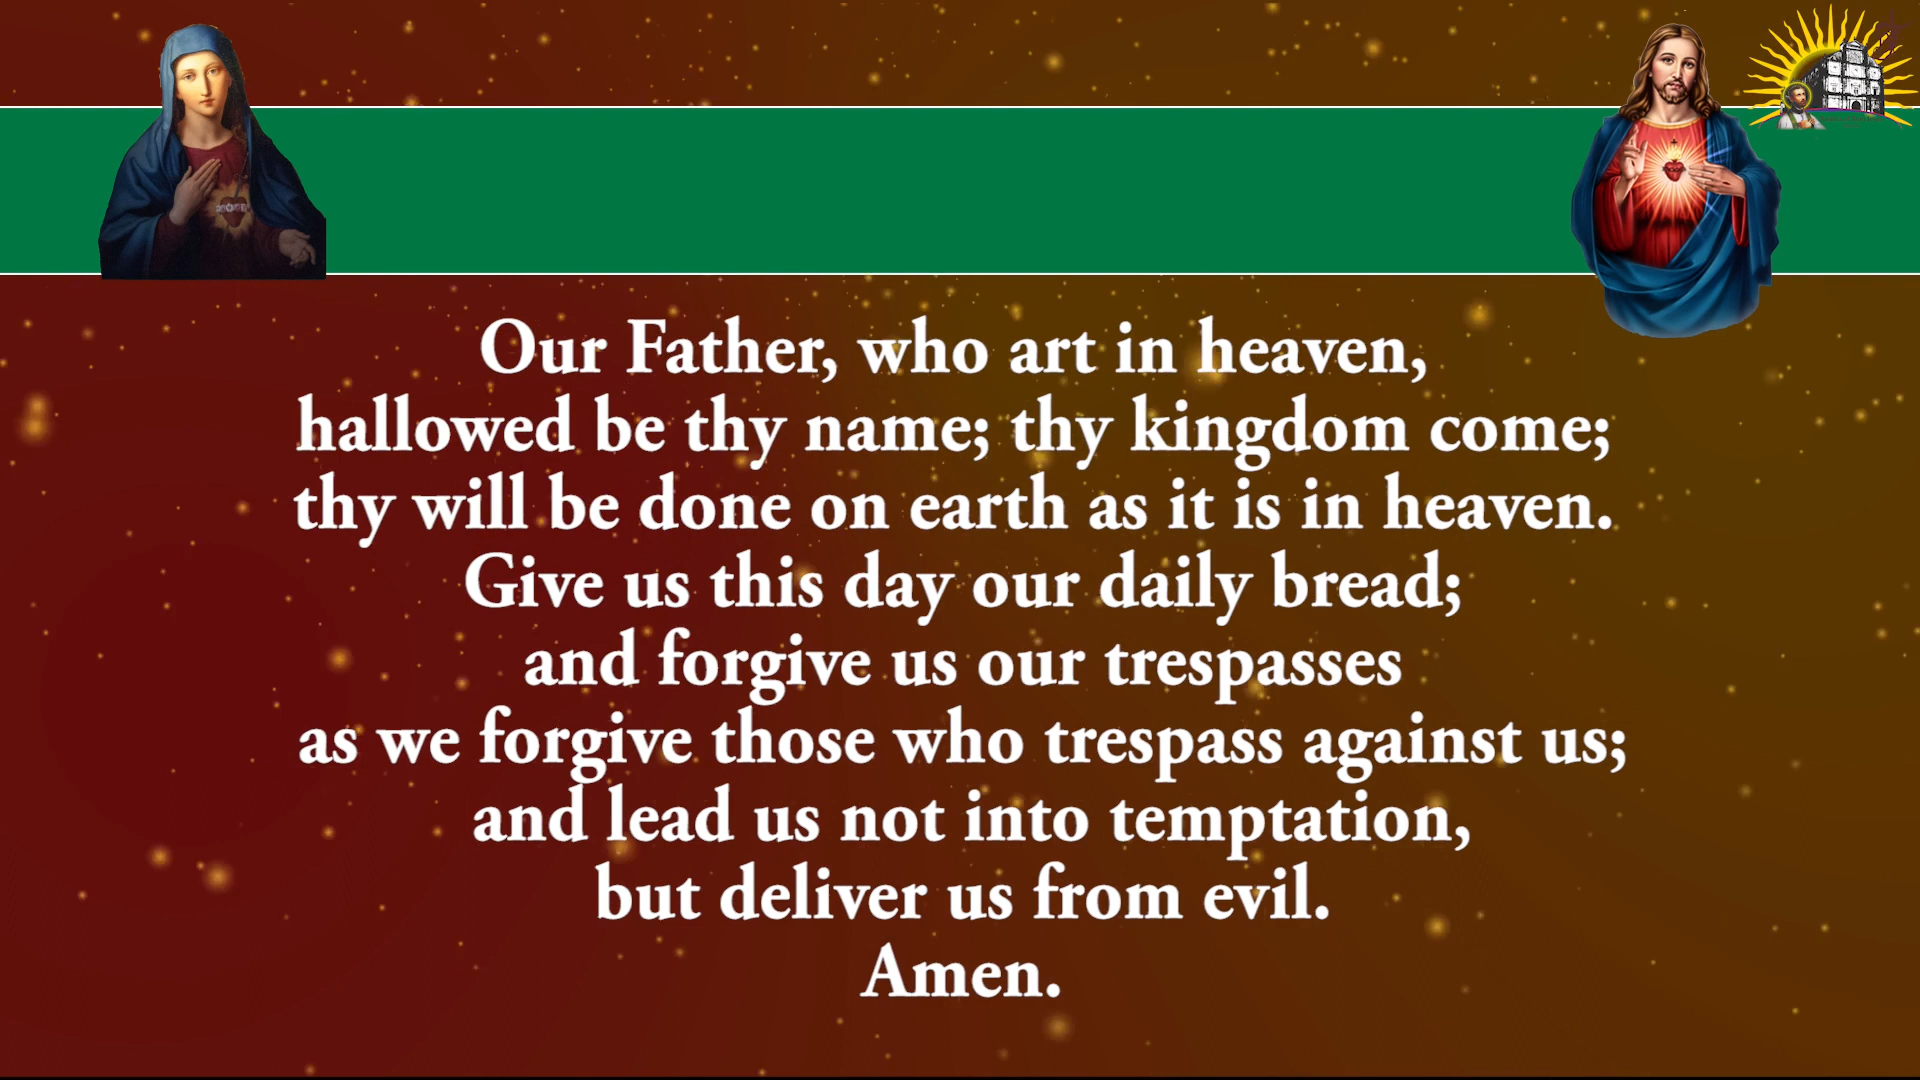 Our Father, who art in heaven,
hallowed be thy name; thy kingdom come;
thy will be done on earth as it is in heaven.
Give us this day our daily bread;
and forgive us our trespasses
as we forgive those who trespass against us;
and lead us not into temptation,
but deliver us from evil.
Amen.